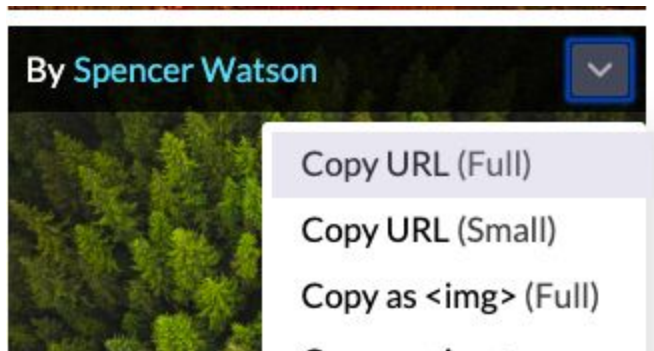 By Spencer Watson
Copy URL (Full)
Copy URL (Small)
Copy as <img> (Full)